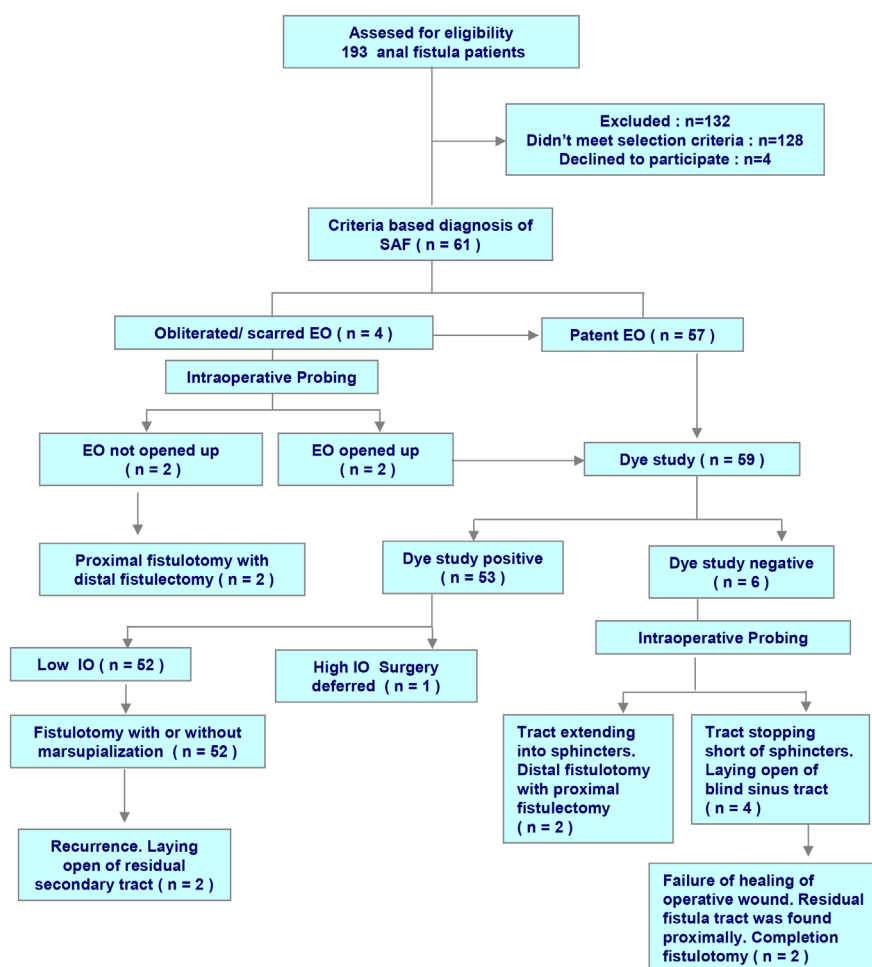 Assesed for eligibility
193 anal fistula patients
Excluded : n=132
Didn't meet selection criteria : n=128
Declined to participate : n=4
Criteria based diagnosis of
SAF ( n = 61 )
Obliterated/ scarred EO ( n = 4 )
Patent EO ( n = 57 )
Intraoperative Probing
EO not opened up
( n = 2 )
EO opened up
( n = 2 )
Dye study ( n = 59 )
Proximal fistulotomy with
distal fistulectomy ( n = 2 )
Dye study positive
( n = 53 )
Dye study negative
( n = 6 )
Intraoperative Probing
Low IO ( n = 52 )
High IO Surgery
deferred ( n = 1 )
Fistulotomy with or without
marsupialization ( n = 52 )
Tract extending
into sphincters.
Distal fistulotomy
with proximal
fistulectomy
( n = 2 )
Tract stopping
short of sphincters.
Laying open of
blind sinus tract
( n = 4 )
Recurrence. Laying
open of residual
secondary tract ( n = 2 )
Failure of healing of
operative wound. Residual
fistula tract was found
proximally. Completion
fistulotomy ( n = 2 )